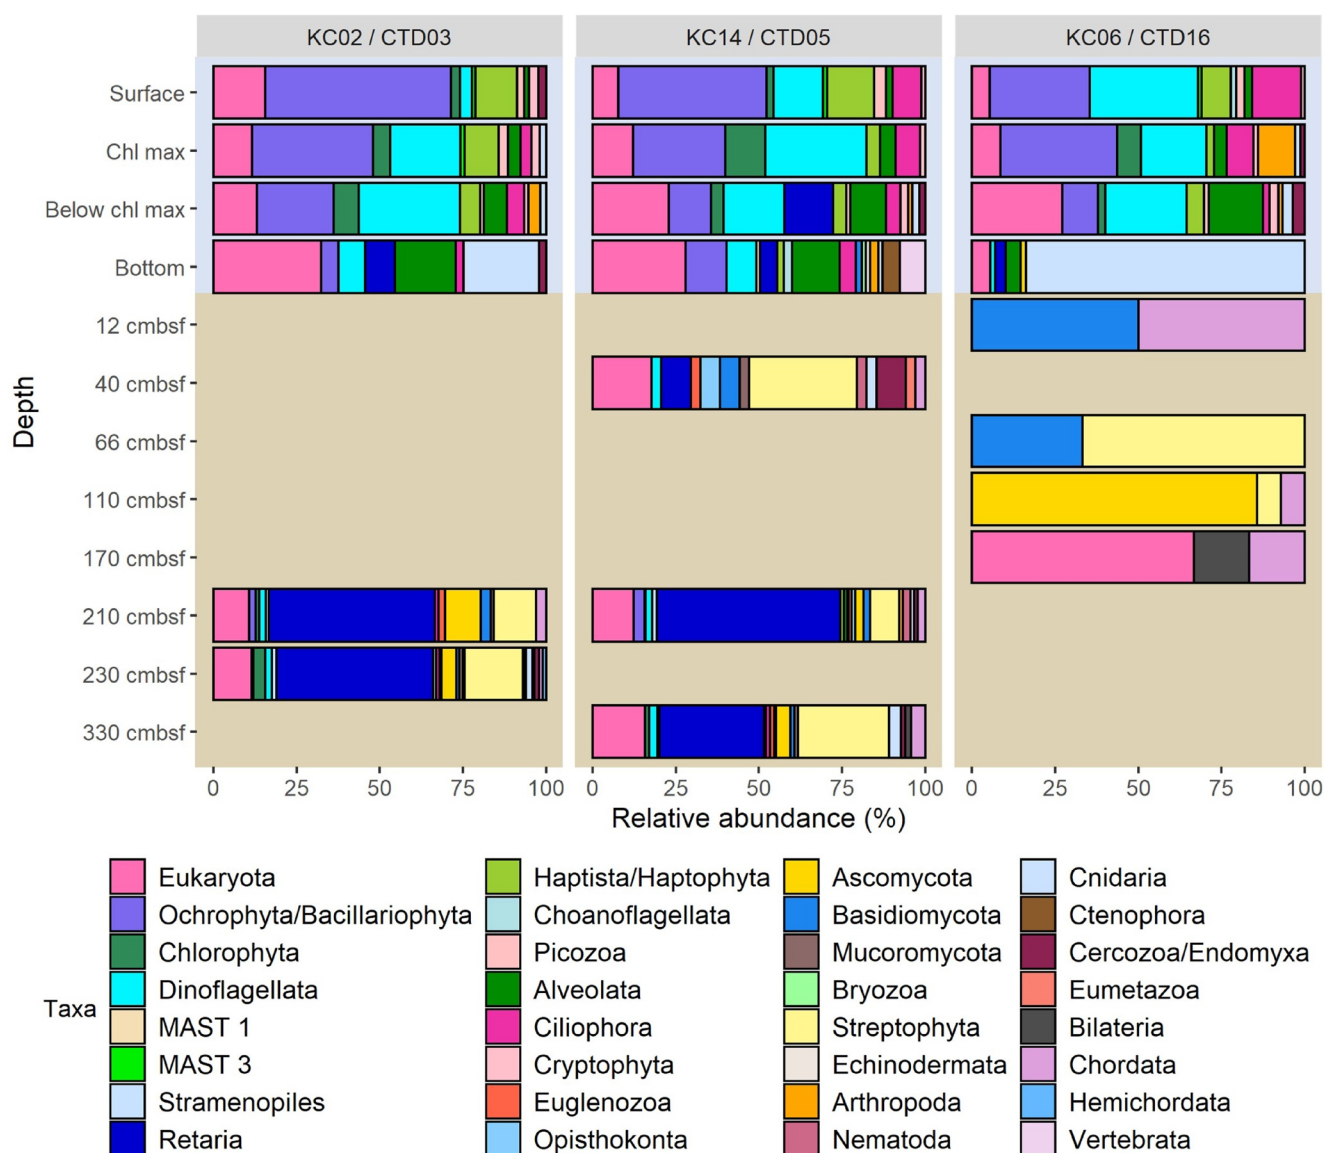 KC02 / CTD03 KC14 / CTD05 KC06 / CTD16
Surface
Chl max
Below chl max
Bottom
12 cmbsf
40 cmbsf
66 cmbsf
110 cmbsf
170 cmbsf
210 cmbsf
230 cmbsf
330 cmbsf
Depth
0 25 50 75 100 0 25 50 75 100 0 25 50 75 100
Relative abundance (%)
Taxa
Eukaryota Haptista/Haptophyta Ascomycota Cnidaria
Ochrophyta/Bacillariophyta Choanoflagellata Basidiomycota Ctenophora
Chlorophyta Picozoa Mucoromycota Cercozoa/Endomyxa
Dinoflagellata Alveolata Bryozoa Eumetazoa
MAST 1 Ciliophora Streptophyta Bilateria
MAST 3 Cryptophyta Echinodermata Chordata
Stramenopiles Euglenozoa Arthropoda Hemichordata
Retaria Opisthokonta Nematoda Vertebrata